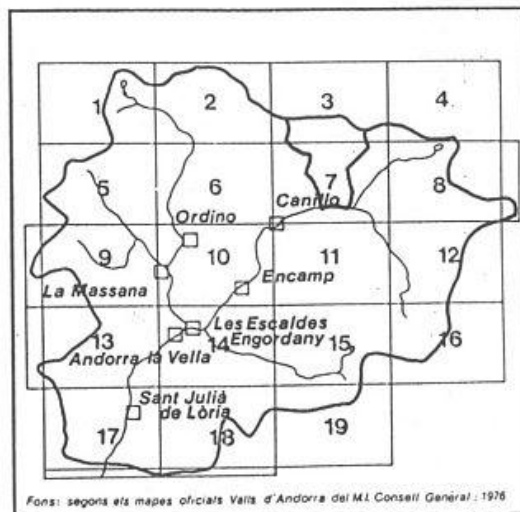 1 2 3 4
5 6 7 8
Ordino
Canillo
9 10 11 12
La Massana
Encamp
Les Escaldes
Engordany
13 14 15 16
Andorra la Vella
Sant Julià
de Lòria
17 18 19
Fons: segons els mapes oficials Valls d'Andorra del M.I. Consell General : 1976